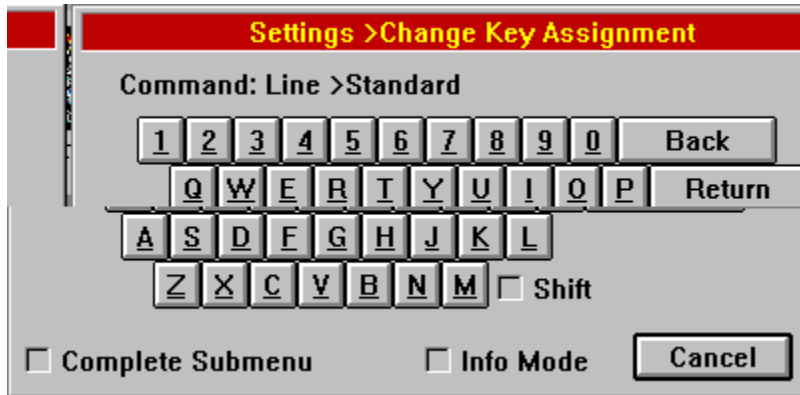 Settings >Change Key Assignment
Command: Line >Standard
1 2 3 4 5 6 7 8 9 0 Back
Q W E R T Y U I O P Return
A S D F G H J K L
Z X C V B N M Shift
Complete Submenu Info Mode Cancel